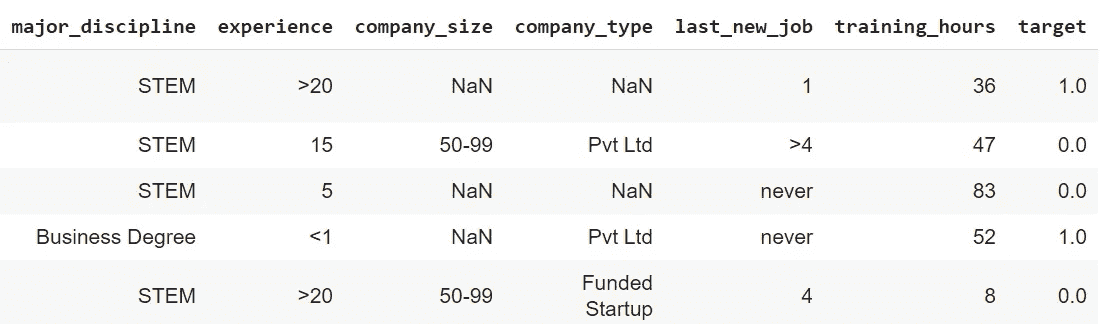 major_discipline experience company_size company_type last_new_job training_hours target
STEM >20 NaN NaN 1 36 1.0
STEM 15 50-99 Pvt Ltd >4 47 0.0
STEM 5 NaN NaN never 83 0.0
Business Degree <1 NaN Pvt Ltd never 52 1.0
STEM >20 50-99 Funded Startup 4 8 0.0